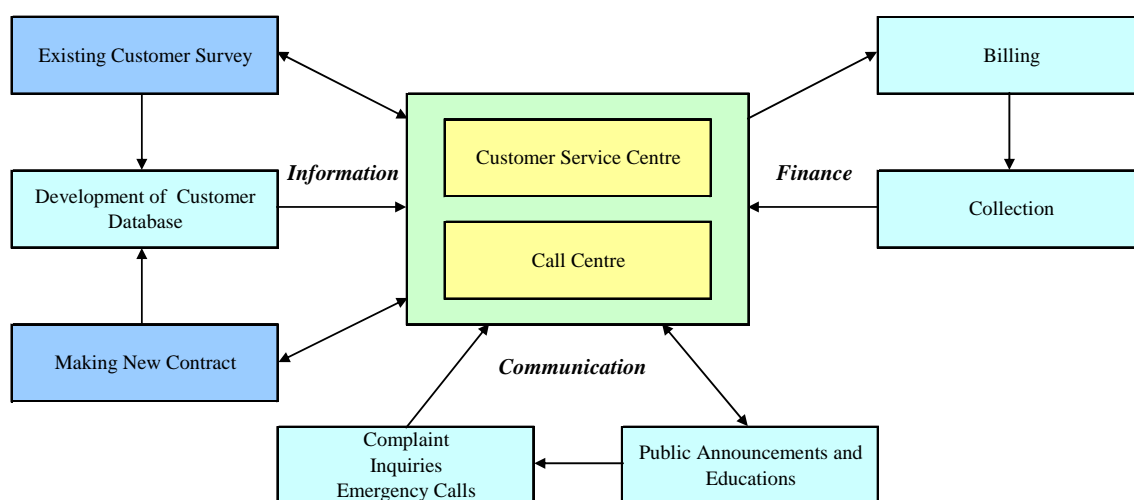 Existing Customer Survey
Billing
Customer Service Centre
Information
Finance
Development of Customer
Database
Collection
Call Centre
Making New Contract
Communication
Complaint
Inquiries
Emergency Calls
Public Announcements and
Educations